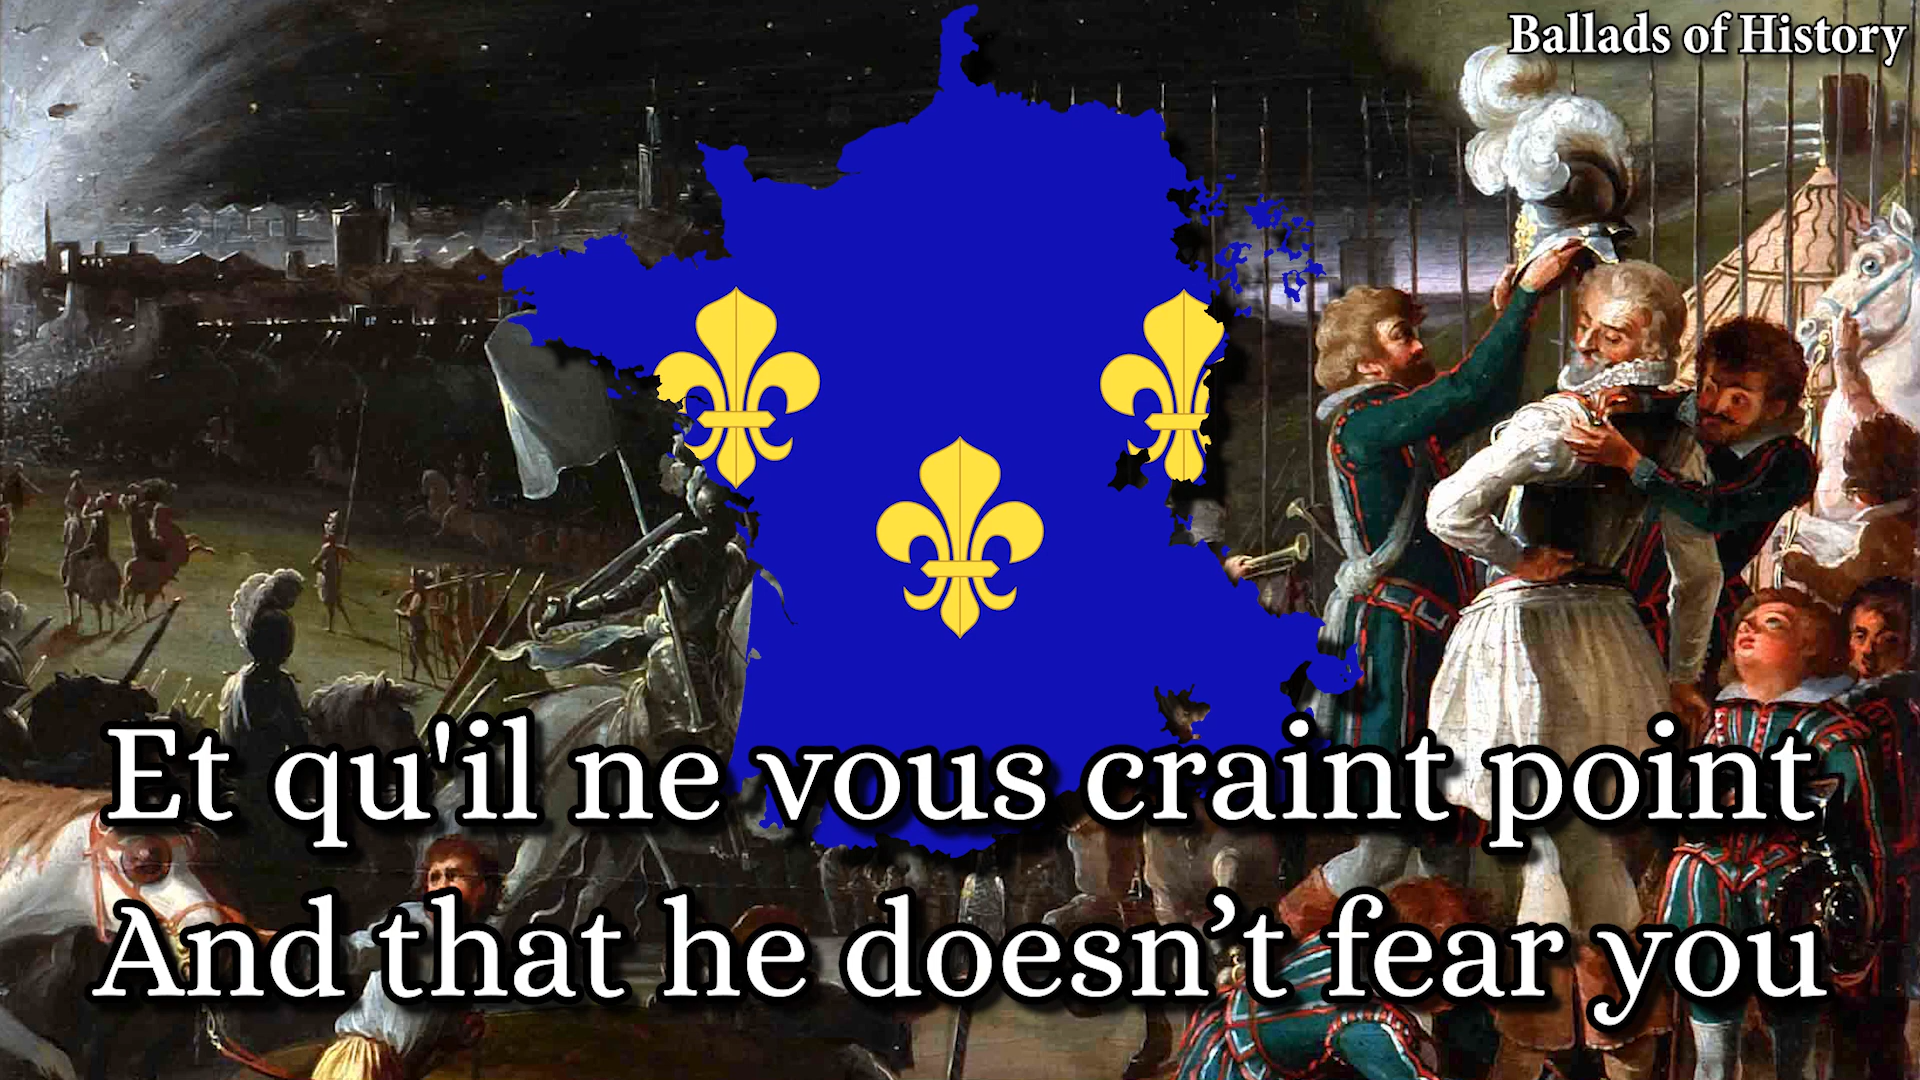 Ballads of History
Et qu'il ne vous craint point
And that he doesn’t fear you